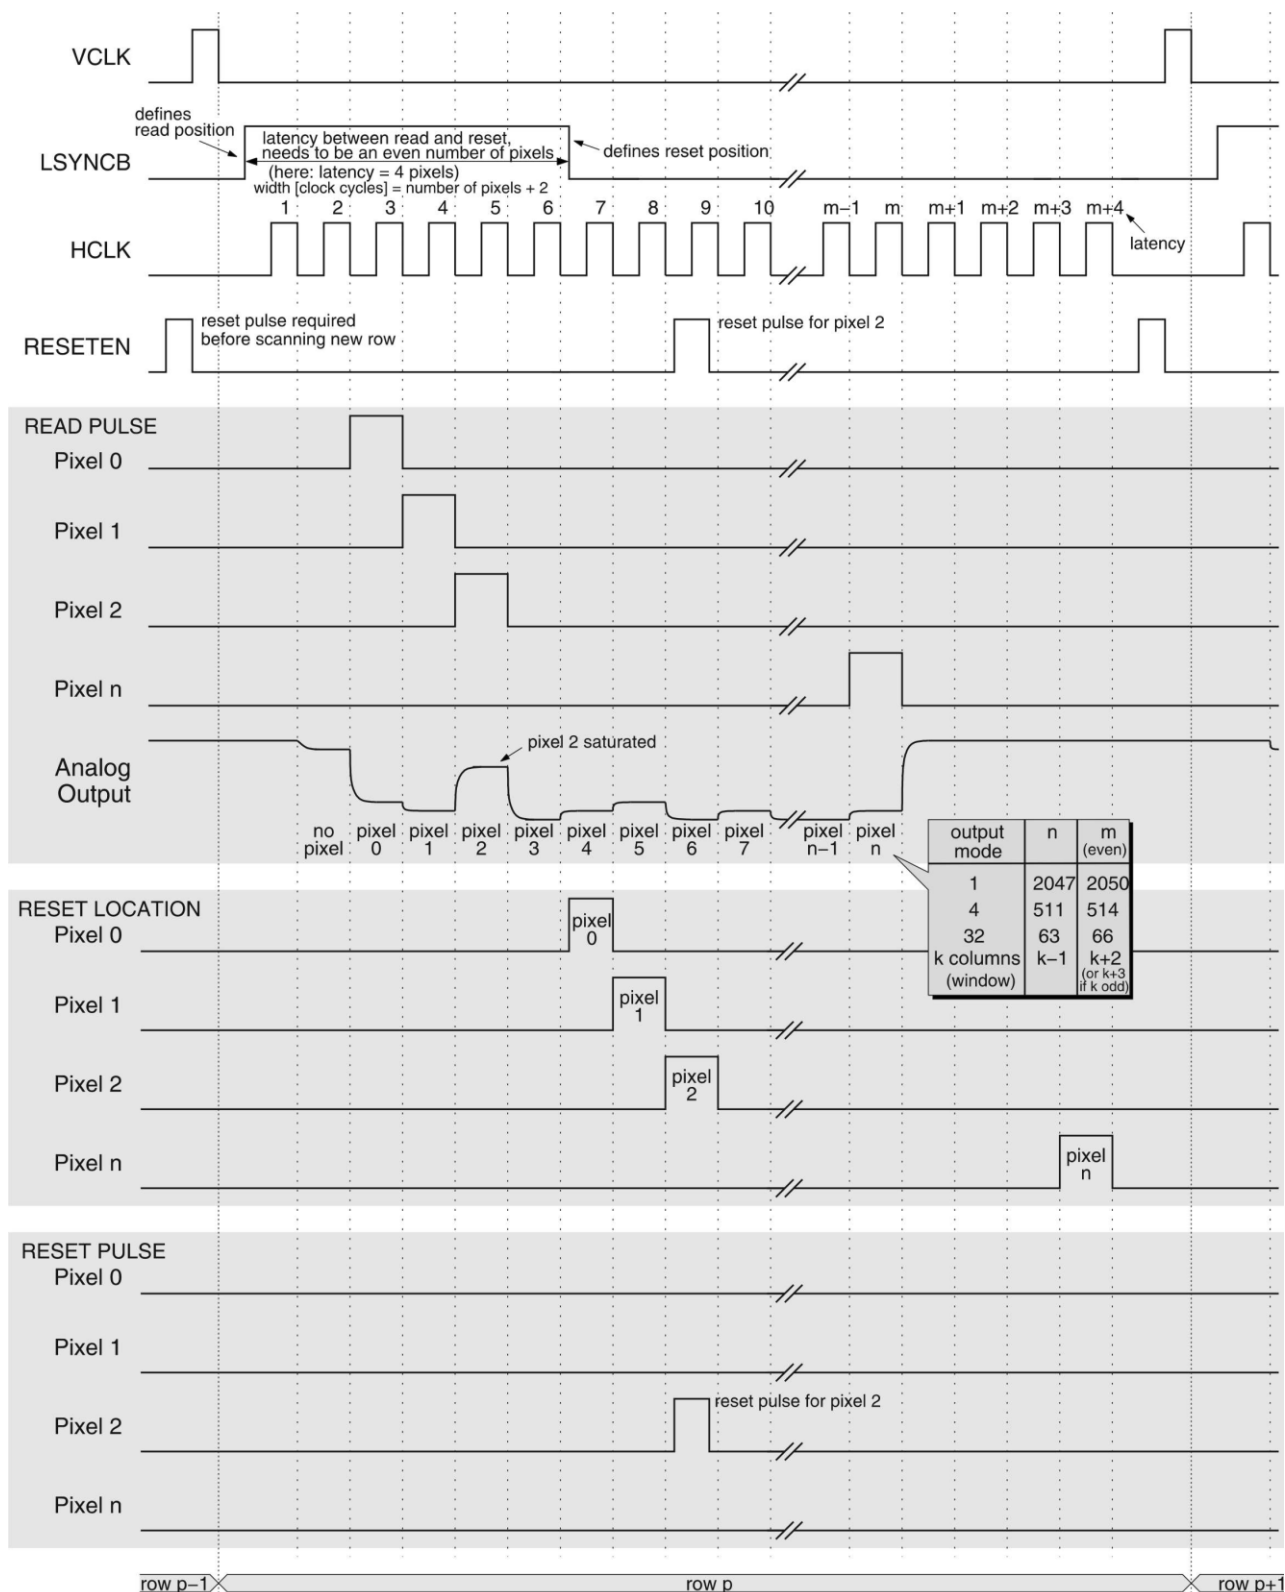 VCLK
defines
read position
LSYNCB
latency between read and reset,
needs to be an even number of pixels
(here: latency = 4 pixels)
width [clock cycles] = number of pixels + 2
defines reset position
1 2 3 4 5 6 7 8 9 10 m−1 m m+1 m+2 m+3 m+4
HCLK
latency
RESETEN
reset pulse required
before scanning new row
reset pulse for pixel 2
READ PULSE
Pixel 0
Pixel 1
Pixel 2
Pixel n
Analog
Output
pixel 2 saturated
no pixel pixel pixel pixel pixel pixel pixel pixel pixel pixel
pixel 0 1 2 3 4 5 6 7 n−1 n
output n m
mode (even)
1 2047 2050
4 511 514
32 63 66
k columns k−1 k+2
(window) (or k+3
if k odd)
RESET LOCATION
Pixel 0
pixel
0
Pixel 1
pixel
1
Pixel 2
pixel
2
Pixel n
pixel
n
RESET PULSE
Pixel 0
Pixel 1
Pixel 2
reset pulse for pixel 2
Pixel n
row p−1 row p row p+1